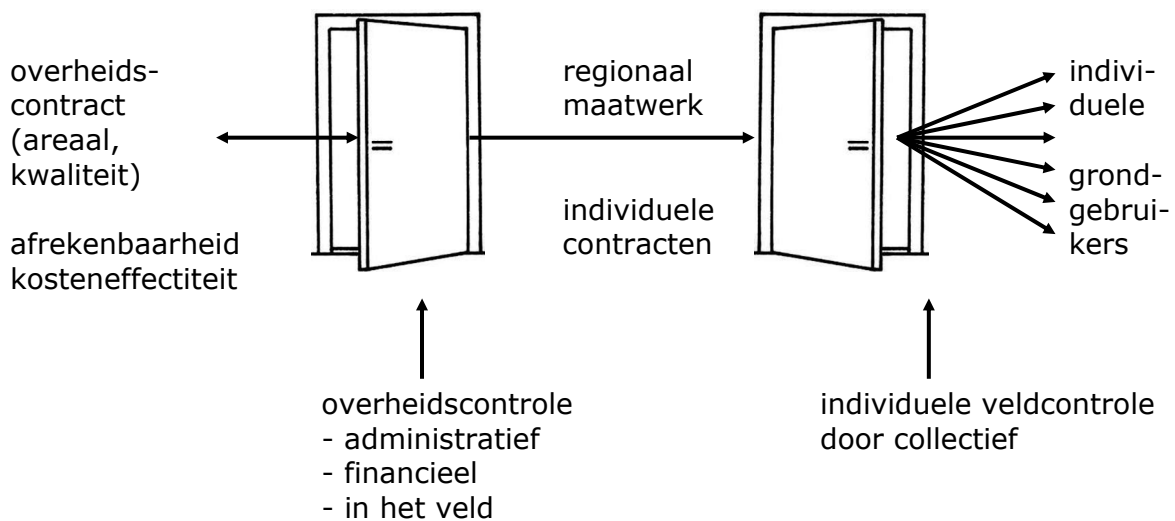 overheids-
contract
(areaal,
kwaliteit)
afrekenbaarheid
kosteneffectiteit
regionaal
maatwerk
individuele
contracten
indivi-
duele
grond-
gebrui-
kers
overheidscontrole
- administratief
- financieel
- in het veld
individuele veldcontrole
door collectief